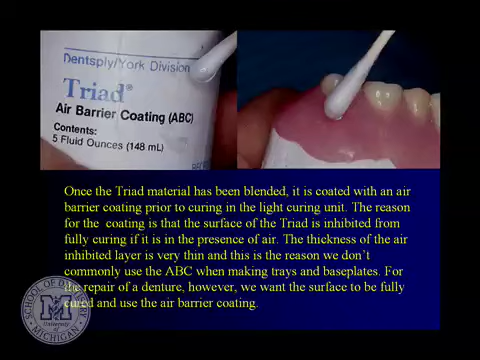 Dentsply/York Division
Triad®
Air Barrier Coating (ABC)
Contents:
5 Fluid Ounces (148 mL)
Once the Triad material has been blended, it is coated with an air
barrier coating prior to curing in the light curing unit. The reason
for the coating is that the surface of the Triad is inhibited from
fully curing if it is in the presence of air. The thickness of the air
inhibited layer is very thin and this is the reason we don't
commonly use the ABC when making trays and baseplates. For
the repair of a denture, however, we want the surface to be fully
cured and use the air barrier coating.
University
of
MICHIGAN